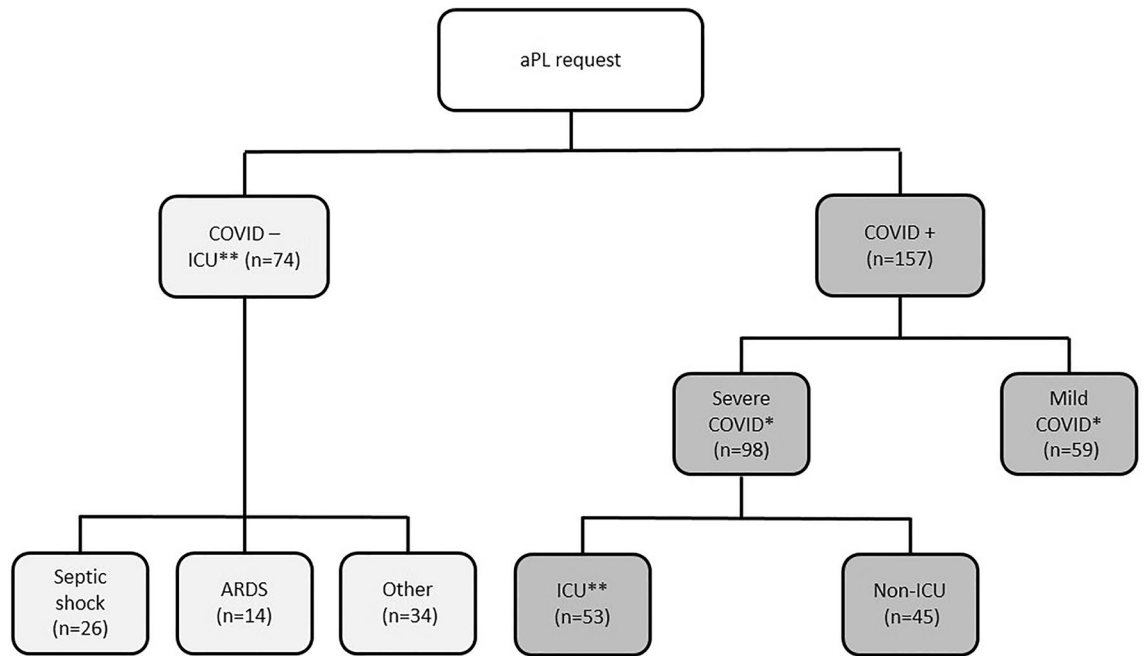 aPL request
COVID –
ICU** (n=74)
COVID +
(n=157)
Severe
COVID*
(n=98)
Mild
COVID*
(n=59)
Septic
shock
(n=26)
ARDS
(n=14)
Other
(n=34)
ICU**
(n=53)
Non-ICU
(n=45)